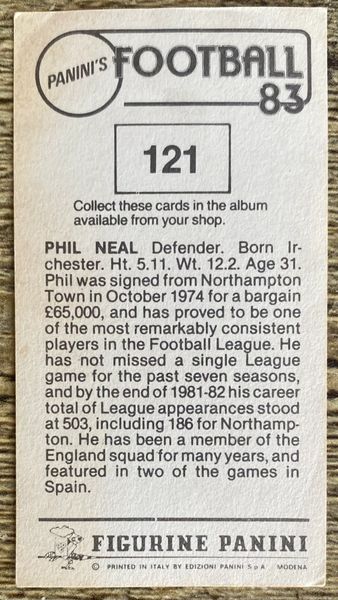 PANINI'S FOOTBALL
83
121
Collect these cards in the album
available from your shop.
PHIL NEAL Defender. Born Ir-
chester. Ht. 5.11. Wt. 12.2. Age 31.
Phil was signed from Northampton
Town in October 1974 for a bargain
£65,000, and has proved to be one
of the most remarkably consistent
players in the Football League. He
has not missed a single League
game for the past seven seasons,
and by the end of 1981-82 his career
total of League appearances stood
at 503, including 186 for Northamp-
ton. He has been a member of the
England squad for many years, and
featured in two of the games in
Spain.
FIGURINE PANINI
© PRINTED IN ITALY BY EDIZIONI PANINI S.p.A. MODENA